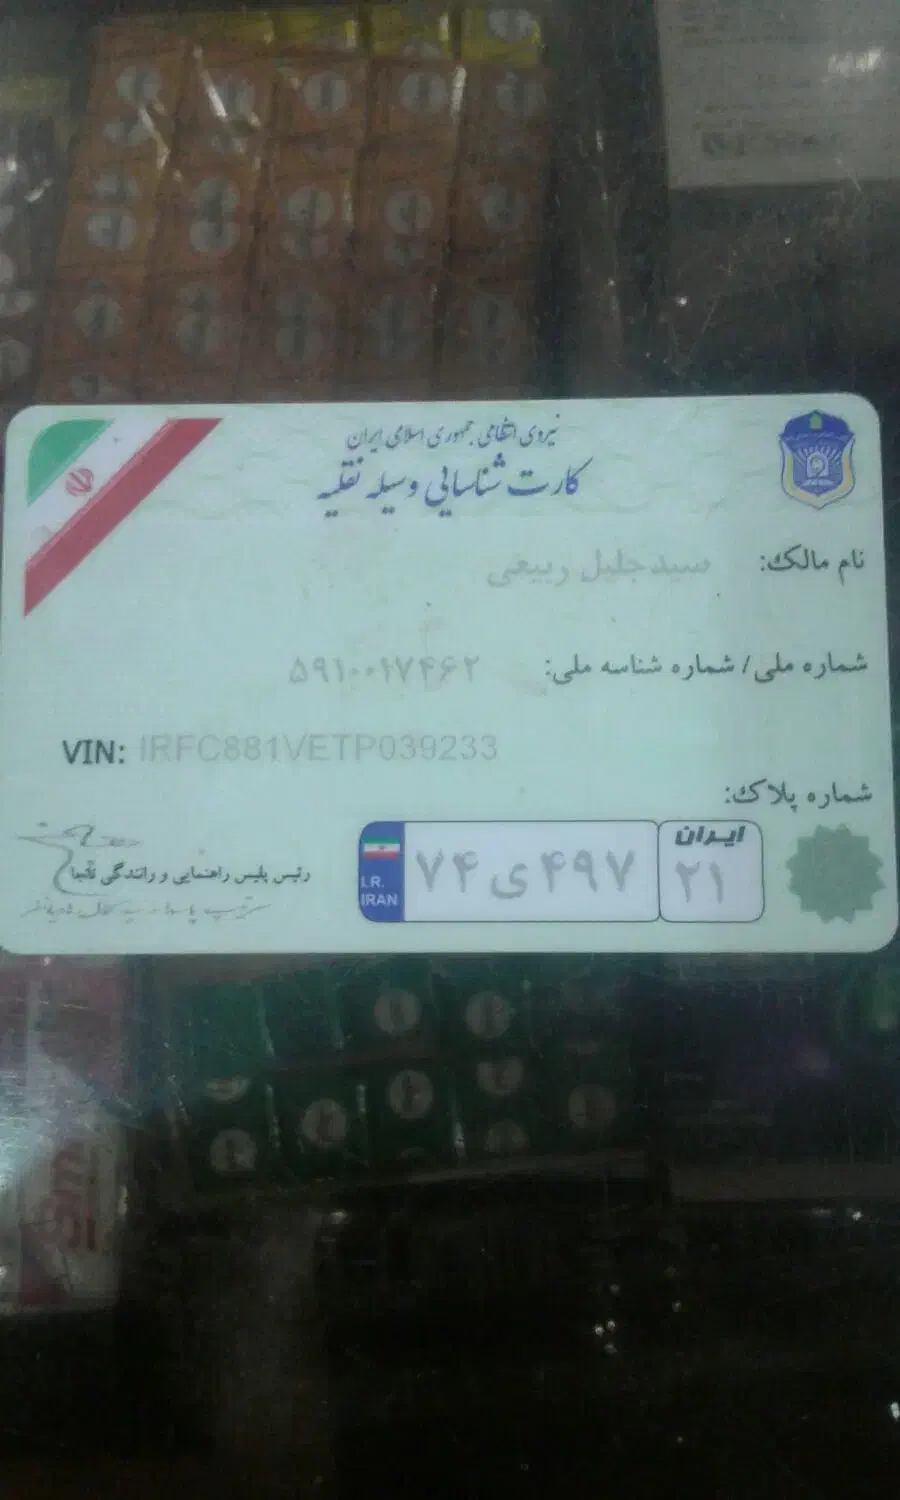 نیروی انتظامی جمهوری اسلامی ایران
کارت شناسایی وسیله نقلیه
نام مالک: سیدجلیل ربیعی
شماره ملی / شماره شناسه ملی: ۵۹۱۰۰۱۷۴۶۲
VIN: IRFC881VETP039233
شماره پلاک:
I.R. IRAN ۷۴ ی ۴۹۷ ایران ۲۱
رئیس پلیس راهنمایی و رانندگی ناجا